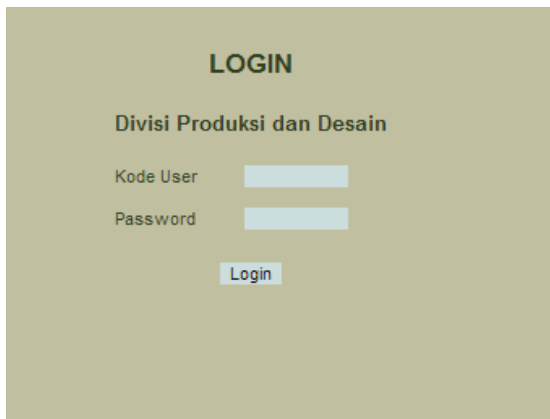 LOGIN
Divisi Produksi dan Desain
Kode User
Password
Login